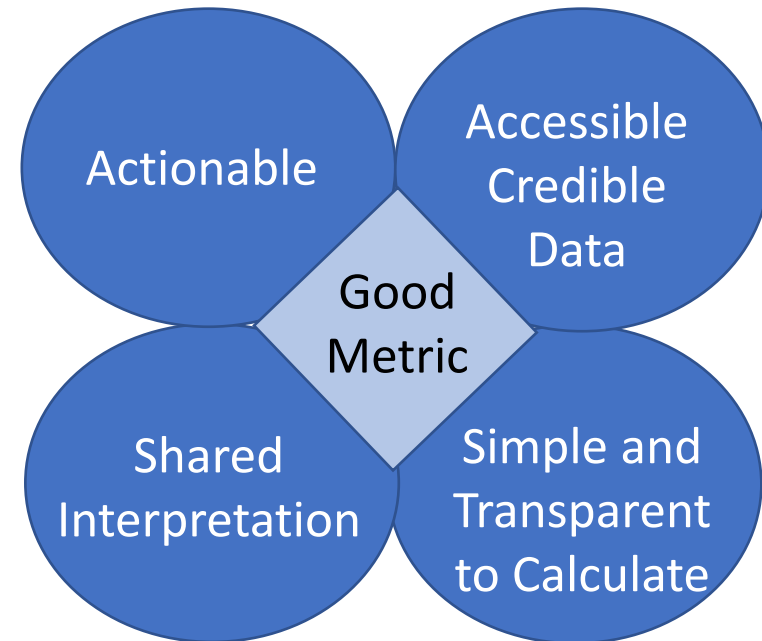 Actionable
Accessible
Credible
Data
Good
Metric
Shared
Interpretation
Simple and
Transparent
to Calculate